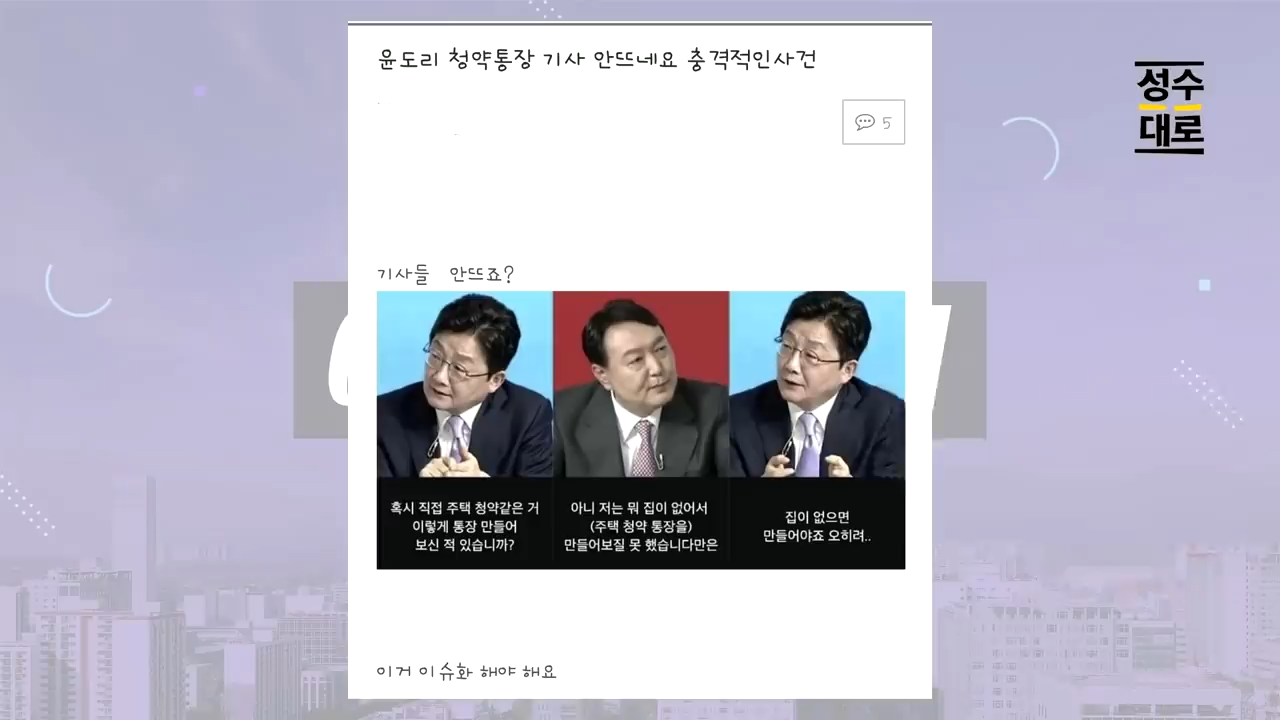 윤도리 청약통장 기사 안뜨네요 충격적인사건
성수
대로
5
기사들 안뜨죠?
혹시 직접 주택 청약같은 거
이렇게 통장 만들어
보신 적 있습니까?
아니 저는 뭐 집이 없어서
(주택 청약 통장을)
만들어보질 못 했습니다만은
집이 없으면
만들어야죠 오히려..
이거 이슈화 해야 해요